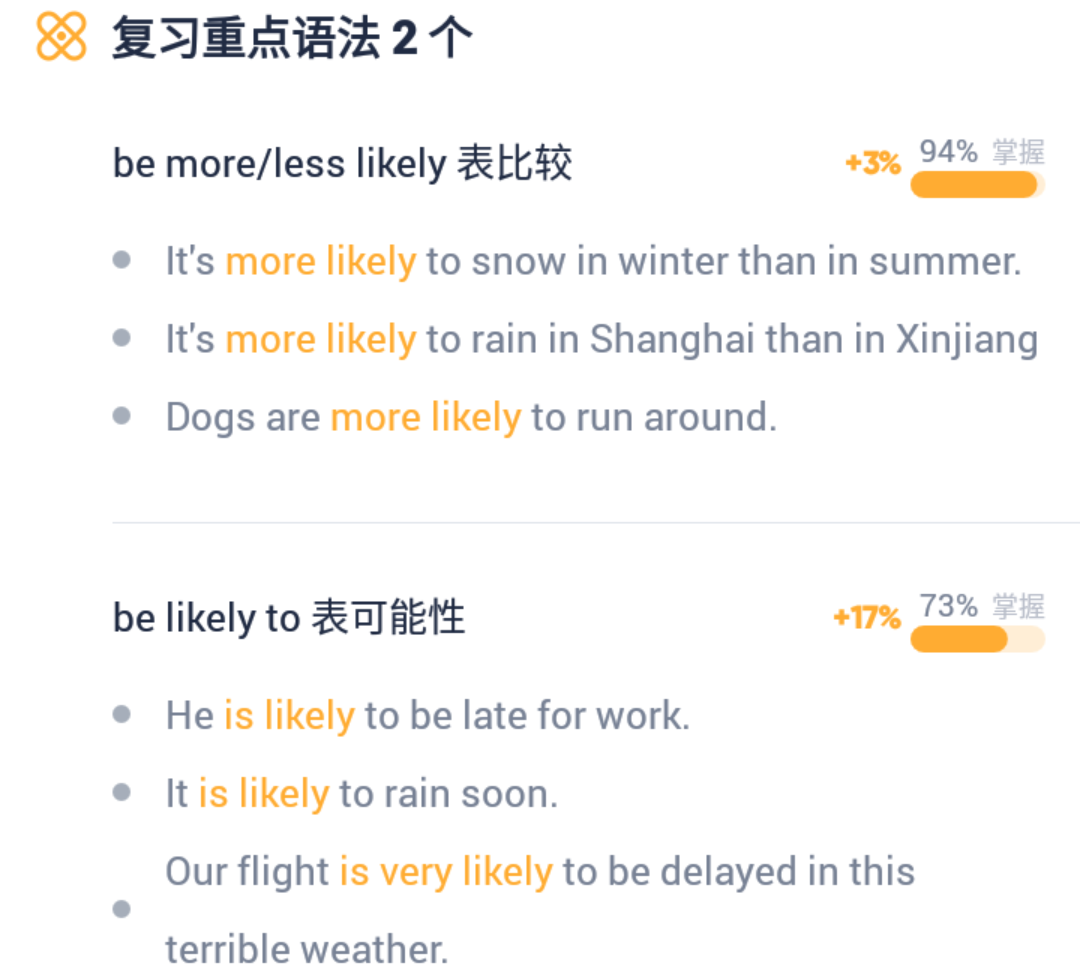 复习重点语法 2 个
be more/less likely 表比较
+3% 94% 掌握
It's more likely to snow in winter than in summer.
It's more likely to rain in Shanghai than in Xinjiang
Dogs are more likely to run around.
be likely to 表可能性
+17% 73% 掌握
He is likely to be late for work.
It is likely to rain soon.
Our flight is very likely to be delayed in this
terrible weather.